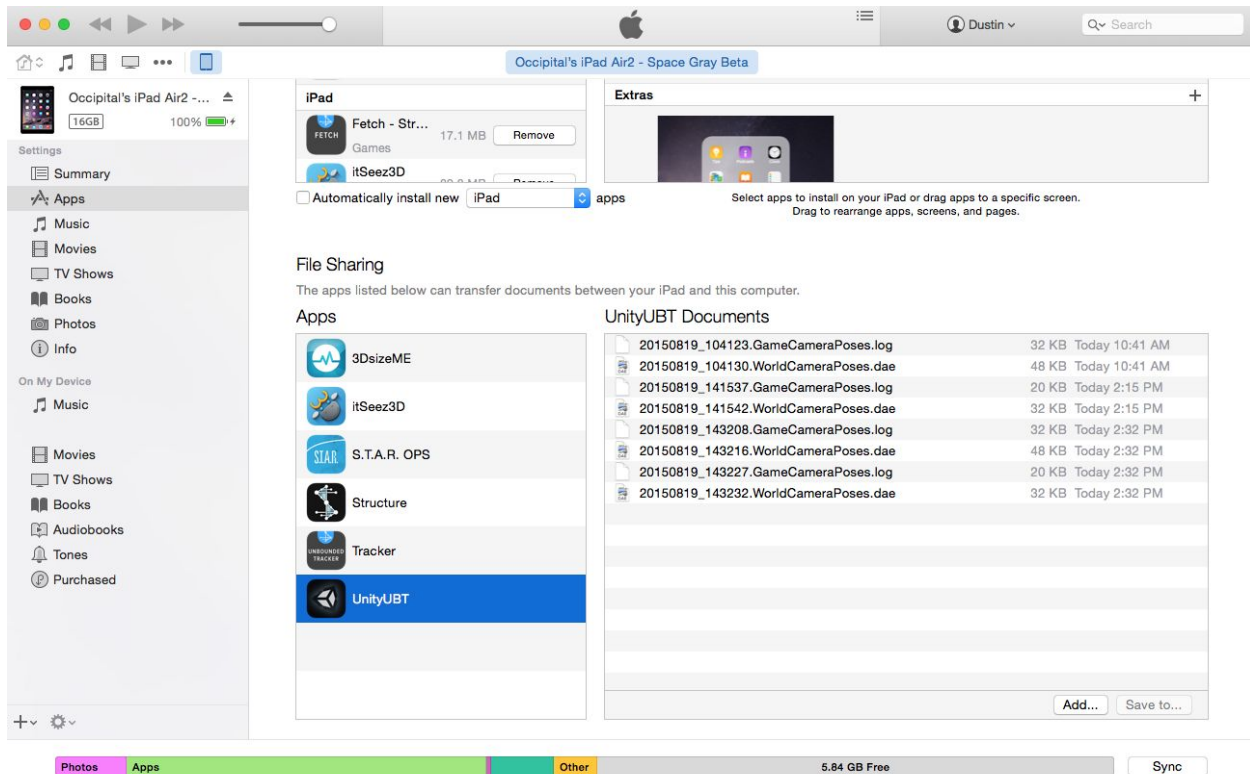 Dustin
Search
Occipital's iPad Air2 - Space Gray Beta
Occipital's iPad Air2 -...
16GB 100%
Settings
Summary
Apps
Music
Movies
TV Shows
Books
Photos
Info
On My Device
Music
Movies
TV Shows
Books
Audiobooks
Tones
Purchased
iPad
FETCH
Fetch - Str...
Games
17.1 MB Remove
itSeez3D
Extras
Automatically install new iPad apps
Select apps to install on your iPad or drag apps to a specific screen.
Drag to rearrange apps, screens, and pages.
File Sharing
The apps listed below can transfer documents between your iPad and this computer.
Apps
3DsizeME
itSeez3D
STAR
S.T.A.R. OPS
Structure
UNBOUNDED
TRACKER
Tracker
UnityUBT
UnityUBT Documents
20150819_104123.GameCameraPoses.log 32 KB Today 10:41 AM
20150819_104130.WorldCameraPoses.dae 48 KB Today 10:41 AM
20150819_141537.GameCameraPoses.log 20 KB Today 2:15 PM
20150819_141542.WorldCameraPoses.dae 32 KB Today 2:15 PM
20150819_143208.GameCameraPoses.log 32 KB Today 2:32 PM
20150819_143216.WorldCameraPoses.dae 48 KB Today 2:32 PM
20150819_143227.GameCameraPoses.log 20 KB Today 2:32 PM
20150819_143232.WorldCameraPoses.dae 32 KB Today 2:32 PM
Add... Save to...
Photos Apps Other 5.84 GB Free Sync